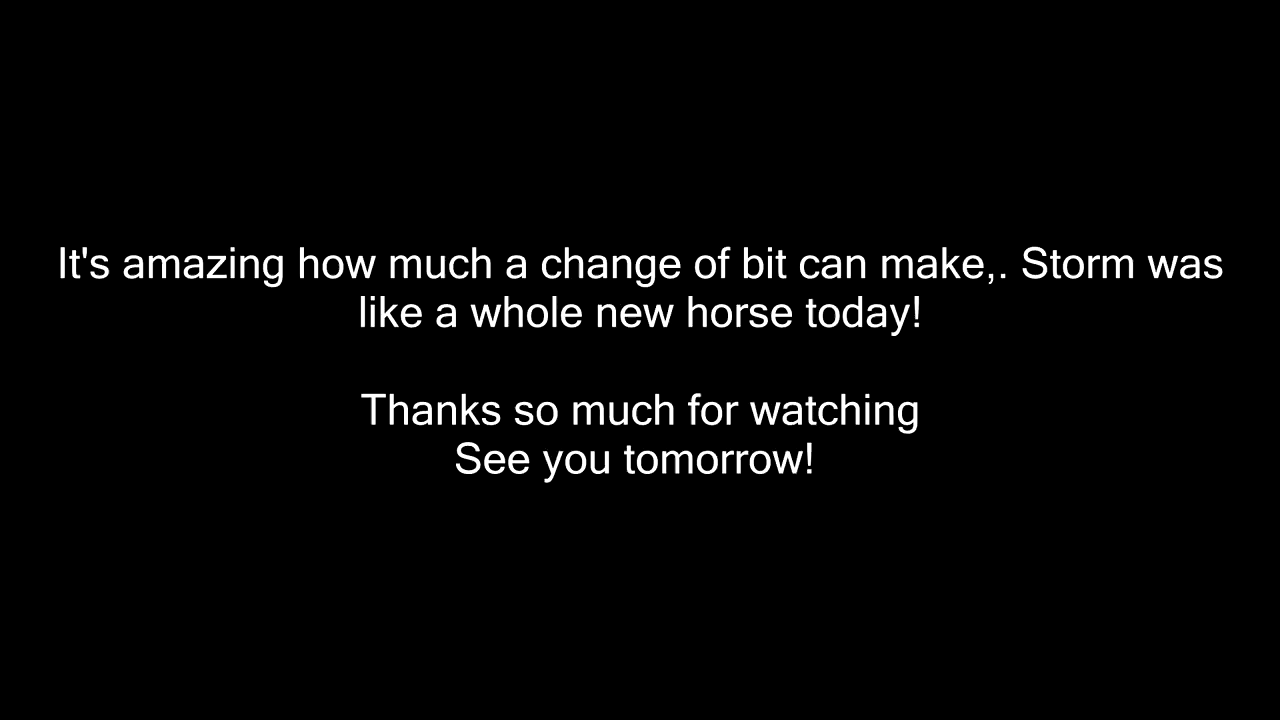 It's amazing how much a change of bit can make,. Storm was
like a whole new horse today!
Thanks so much for watching
See you tomorrow!